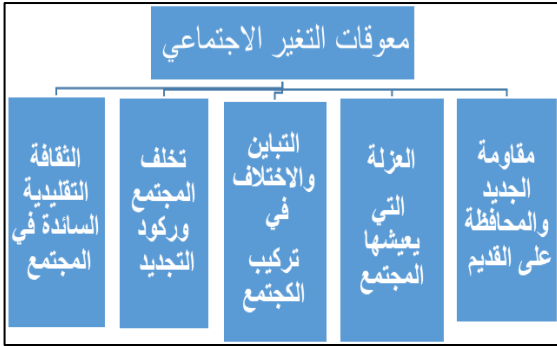 معوقات التغير الاجتماعي
مقاومة
الجديد
والمحافظة
على القديم
العزلة
التي
يعيشها
المجتمع
التباين
والاختلاف
في
تركيب
الكجتمع
تخلف
المجتمع
وركود
التجديد
الثقافة
التقليدية
السائدة في
المجتمع